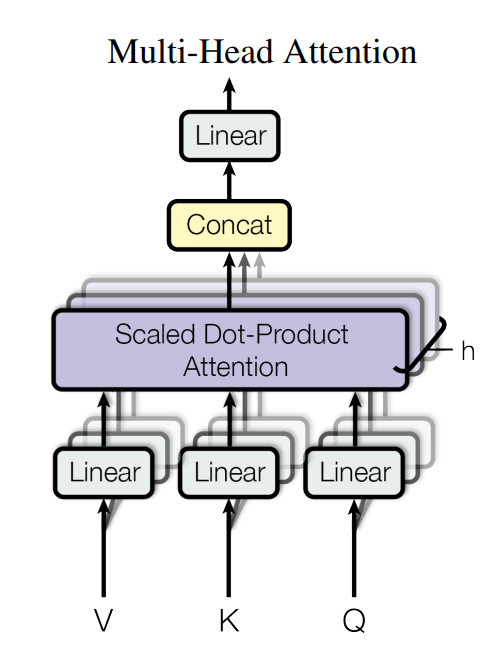 Multi-Head Attention
Linear
Concat
Scaled Dot-Product
Attention
h
Linear Linear Linear
V K Q